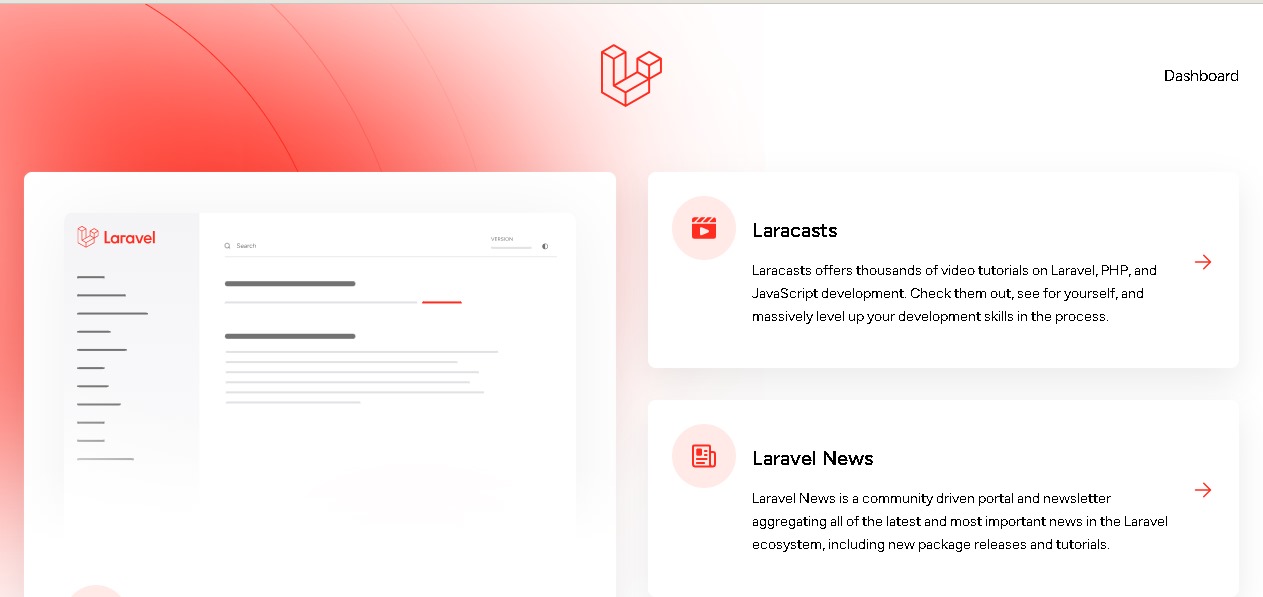 Dashboard
Laravel
Search
VERSION
Laracasts
Laracasts offers thousands of video tutorials on Laravel, PHP, and
JavaScript development. Check them out, see for yourself, and
massively level up your development skills in the process.
Laravel News
Laravel News is a community driven portal and newsletter
aggregating all of the latest and most important news in the Laravel
ecosystem, including new package releases and tutorials.